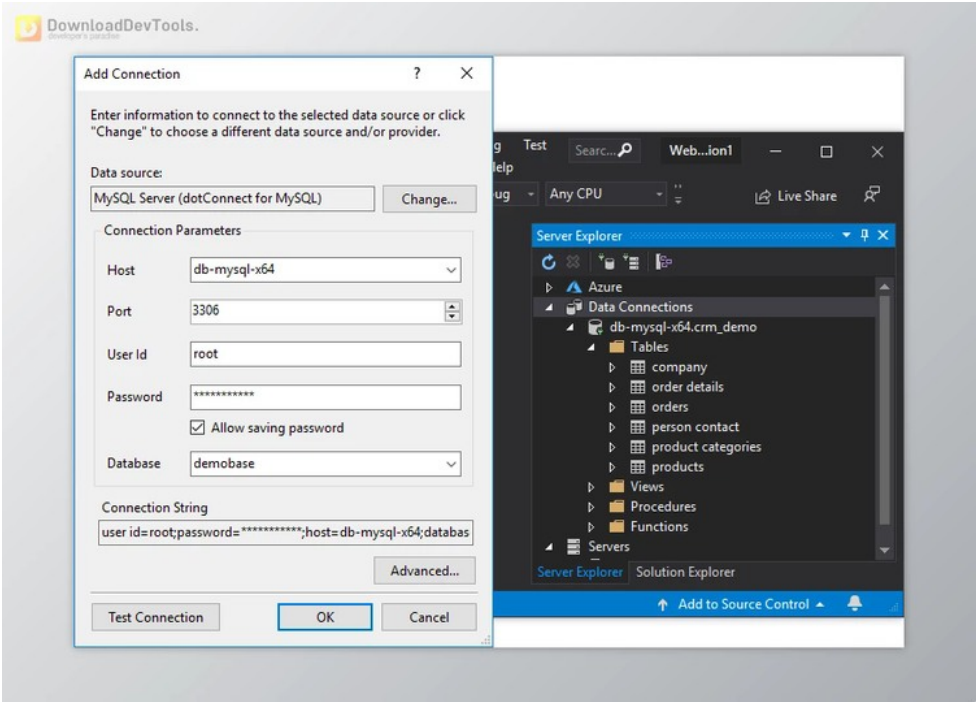 DownloadDevTools.
developer's paradise
Add Connection
?
Enter information to connect to the selected data source or click
"Change" to choose a different data source and/or provider.
Data source:
MySQL Server (dotConnect for MySQL)
Change...
Connection Parameters
Host
db-mysql-x64
Port
3306
User Id
root
Password
***********
Allow saving password
Database
demobase
Connection String
user id=root;password=***********;host=db-mysql-x64;databas
Advanced...
Test Connection
OK
Cancel
g
Test
Searc...
Web...ion1
lelp
ug
Any CPU
Live Share
Server Explorer
Azure
Data Connections
db-mysql-x64.crm_demo
Tables
company
order details
orders
person contact
product categories
products
Views
Procedures
Functions
Servers
Server Explorer
Solution Explorer
Add to Source Control